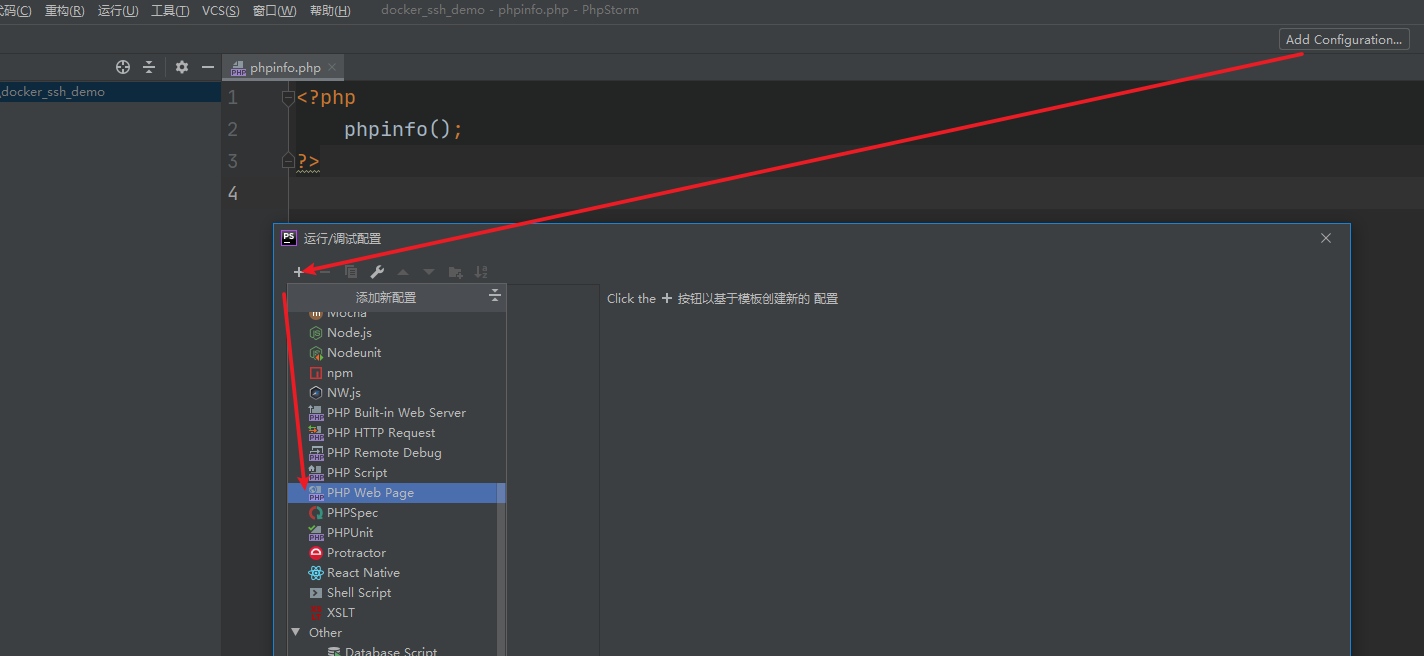 代码(C) 重构(R) 运行(U) 工具(T) VCS(S) 窗口(W) 帮助(H) docker_ssh_demo - phpinfo.php - PhpStorm
Add Configuration...
phpinfo.php
docker_ssh_demo
1 <?php
2 phpinfo();
3 ?>
4
运行/调试配置
添加新配置
Click the + 按钮以基于模板创建新的 配置
Mocha
Node.js
Nodeunit
npm
NW.js
PHP Built-in Web Server
PHP HTTP Request
PHP Remote Debug
PHP Script
PHP Web Page
PHPSpec
PHPUnit
Protractor
React Native
Shell Script
XSLT
Other
Database Script